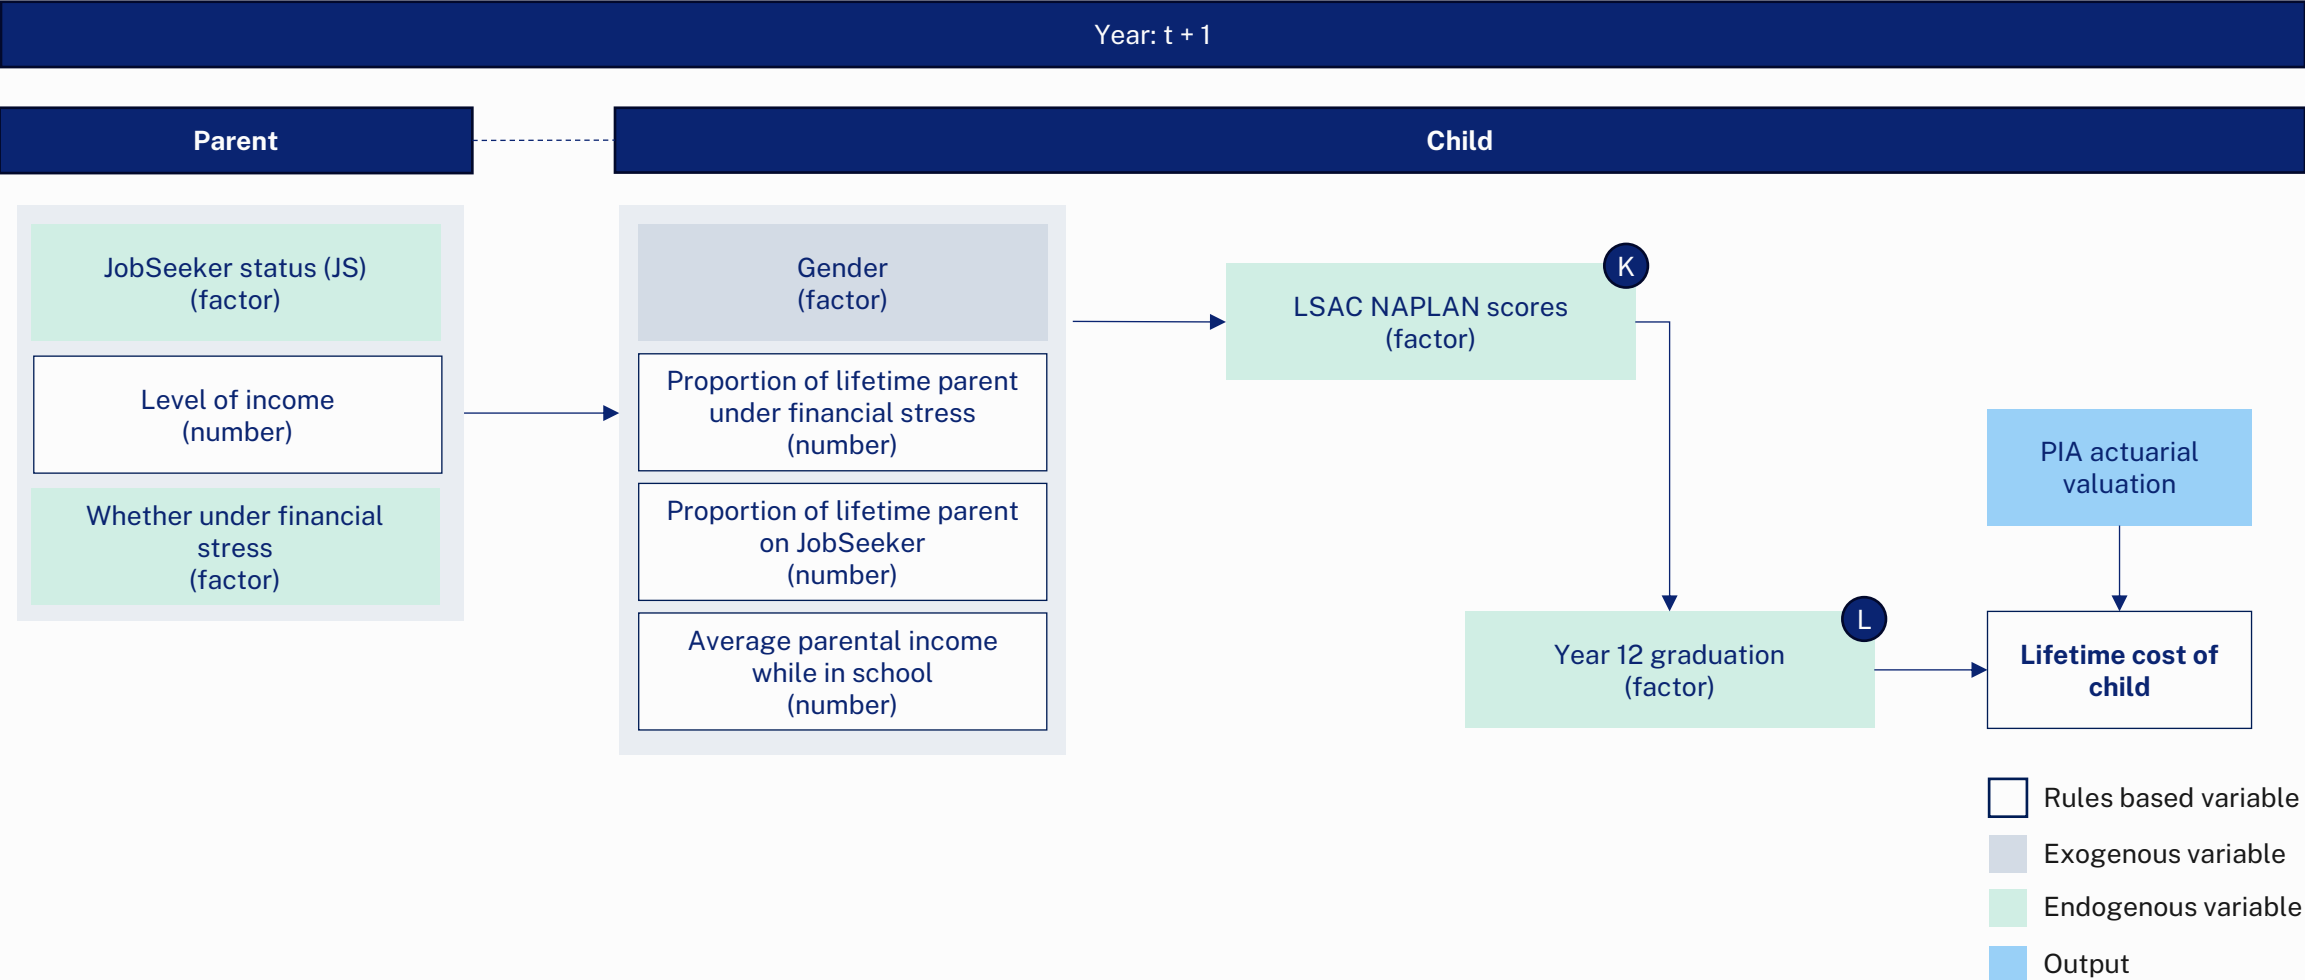 Year: t + 1
Parent
Child
JobSeeker status (JS)
(factor)
Level of income
(number)
Whether under financial
stress
(factor)
Gender
(factor)
Proportion of lifetime parent
under financial stress
(number)
Proportion of lifetime parent
on JobSeeker
(number)
Average parental income
while in school
(number)
K
LSAC NAPLAN scores
(factor)
L
Year 12 graduation
(factor)
PIA actuarial
valuation
Lifetime cost of
child
Rules based variable
Exogenous variable
Endogenous variable
Output